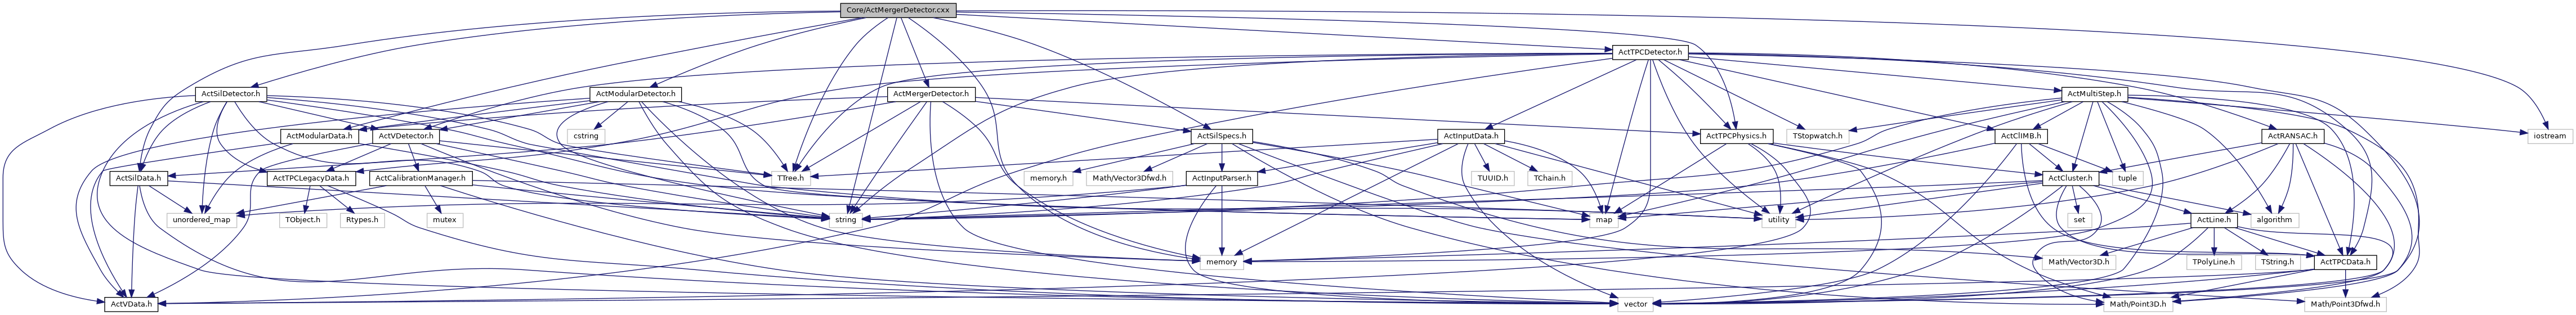 Core/ActMergerDetector.cxx
ActTPCDetector.h
ActSilDetector.h
ActModularDetector.h
ActMergerDetector.h
ActMultiStep.h
cstring
ActModularData.h
ActVDetector.h
ActSilSpecs.h
ActInputData.h
ActTPCPhysics.h
TStopwatch.h
ActCIIMB.h
ActRANSAC.h
iostream
ActSilData.h
ActTPCLegacyData.h
ActCalibrationManager.h
TTree.h
memory.h
Math/Vector3Dfwd.h
ActInputParser.h
TUUID.h
TChain.h
ActCluster.h
tuple
unordered_map
TObject.h
Rtypes.h
mutex
string
map
utility
set
ActLine.h
algorithm
memory
Math/Vector3D.h
TPolyLine.h
TString.h
ActTPCData.h
ActVData.h
vector
Math/Point3D.h
Math/Point3Dfwd.h